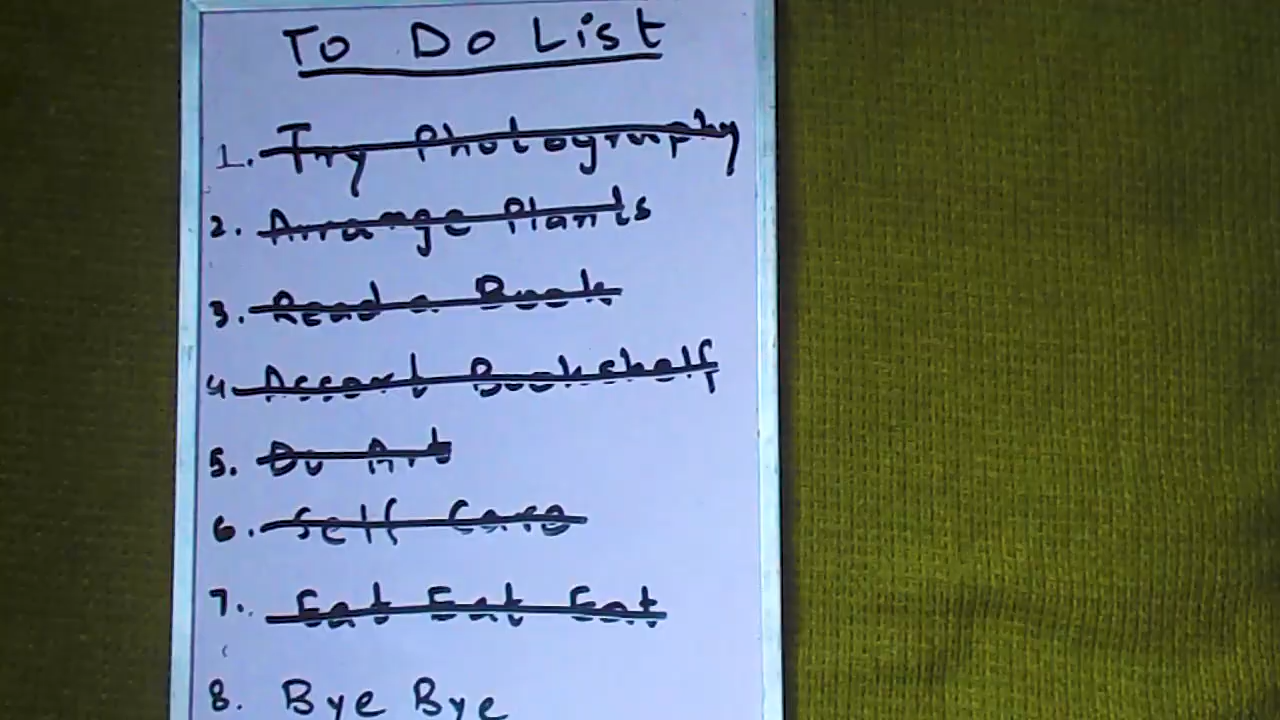 To Do List
1. Try Photography
2. Arrange Plants
3. Read a Book
4. Assort Bookshelf
5. Do Art
6. Self Care
7. Eat Eat Eat
8. Bye Bye